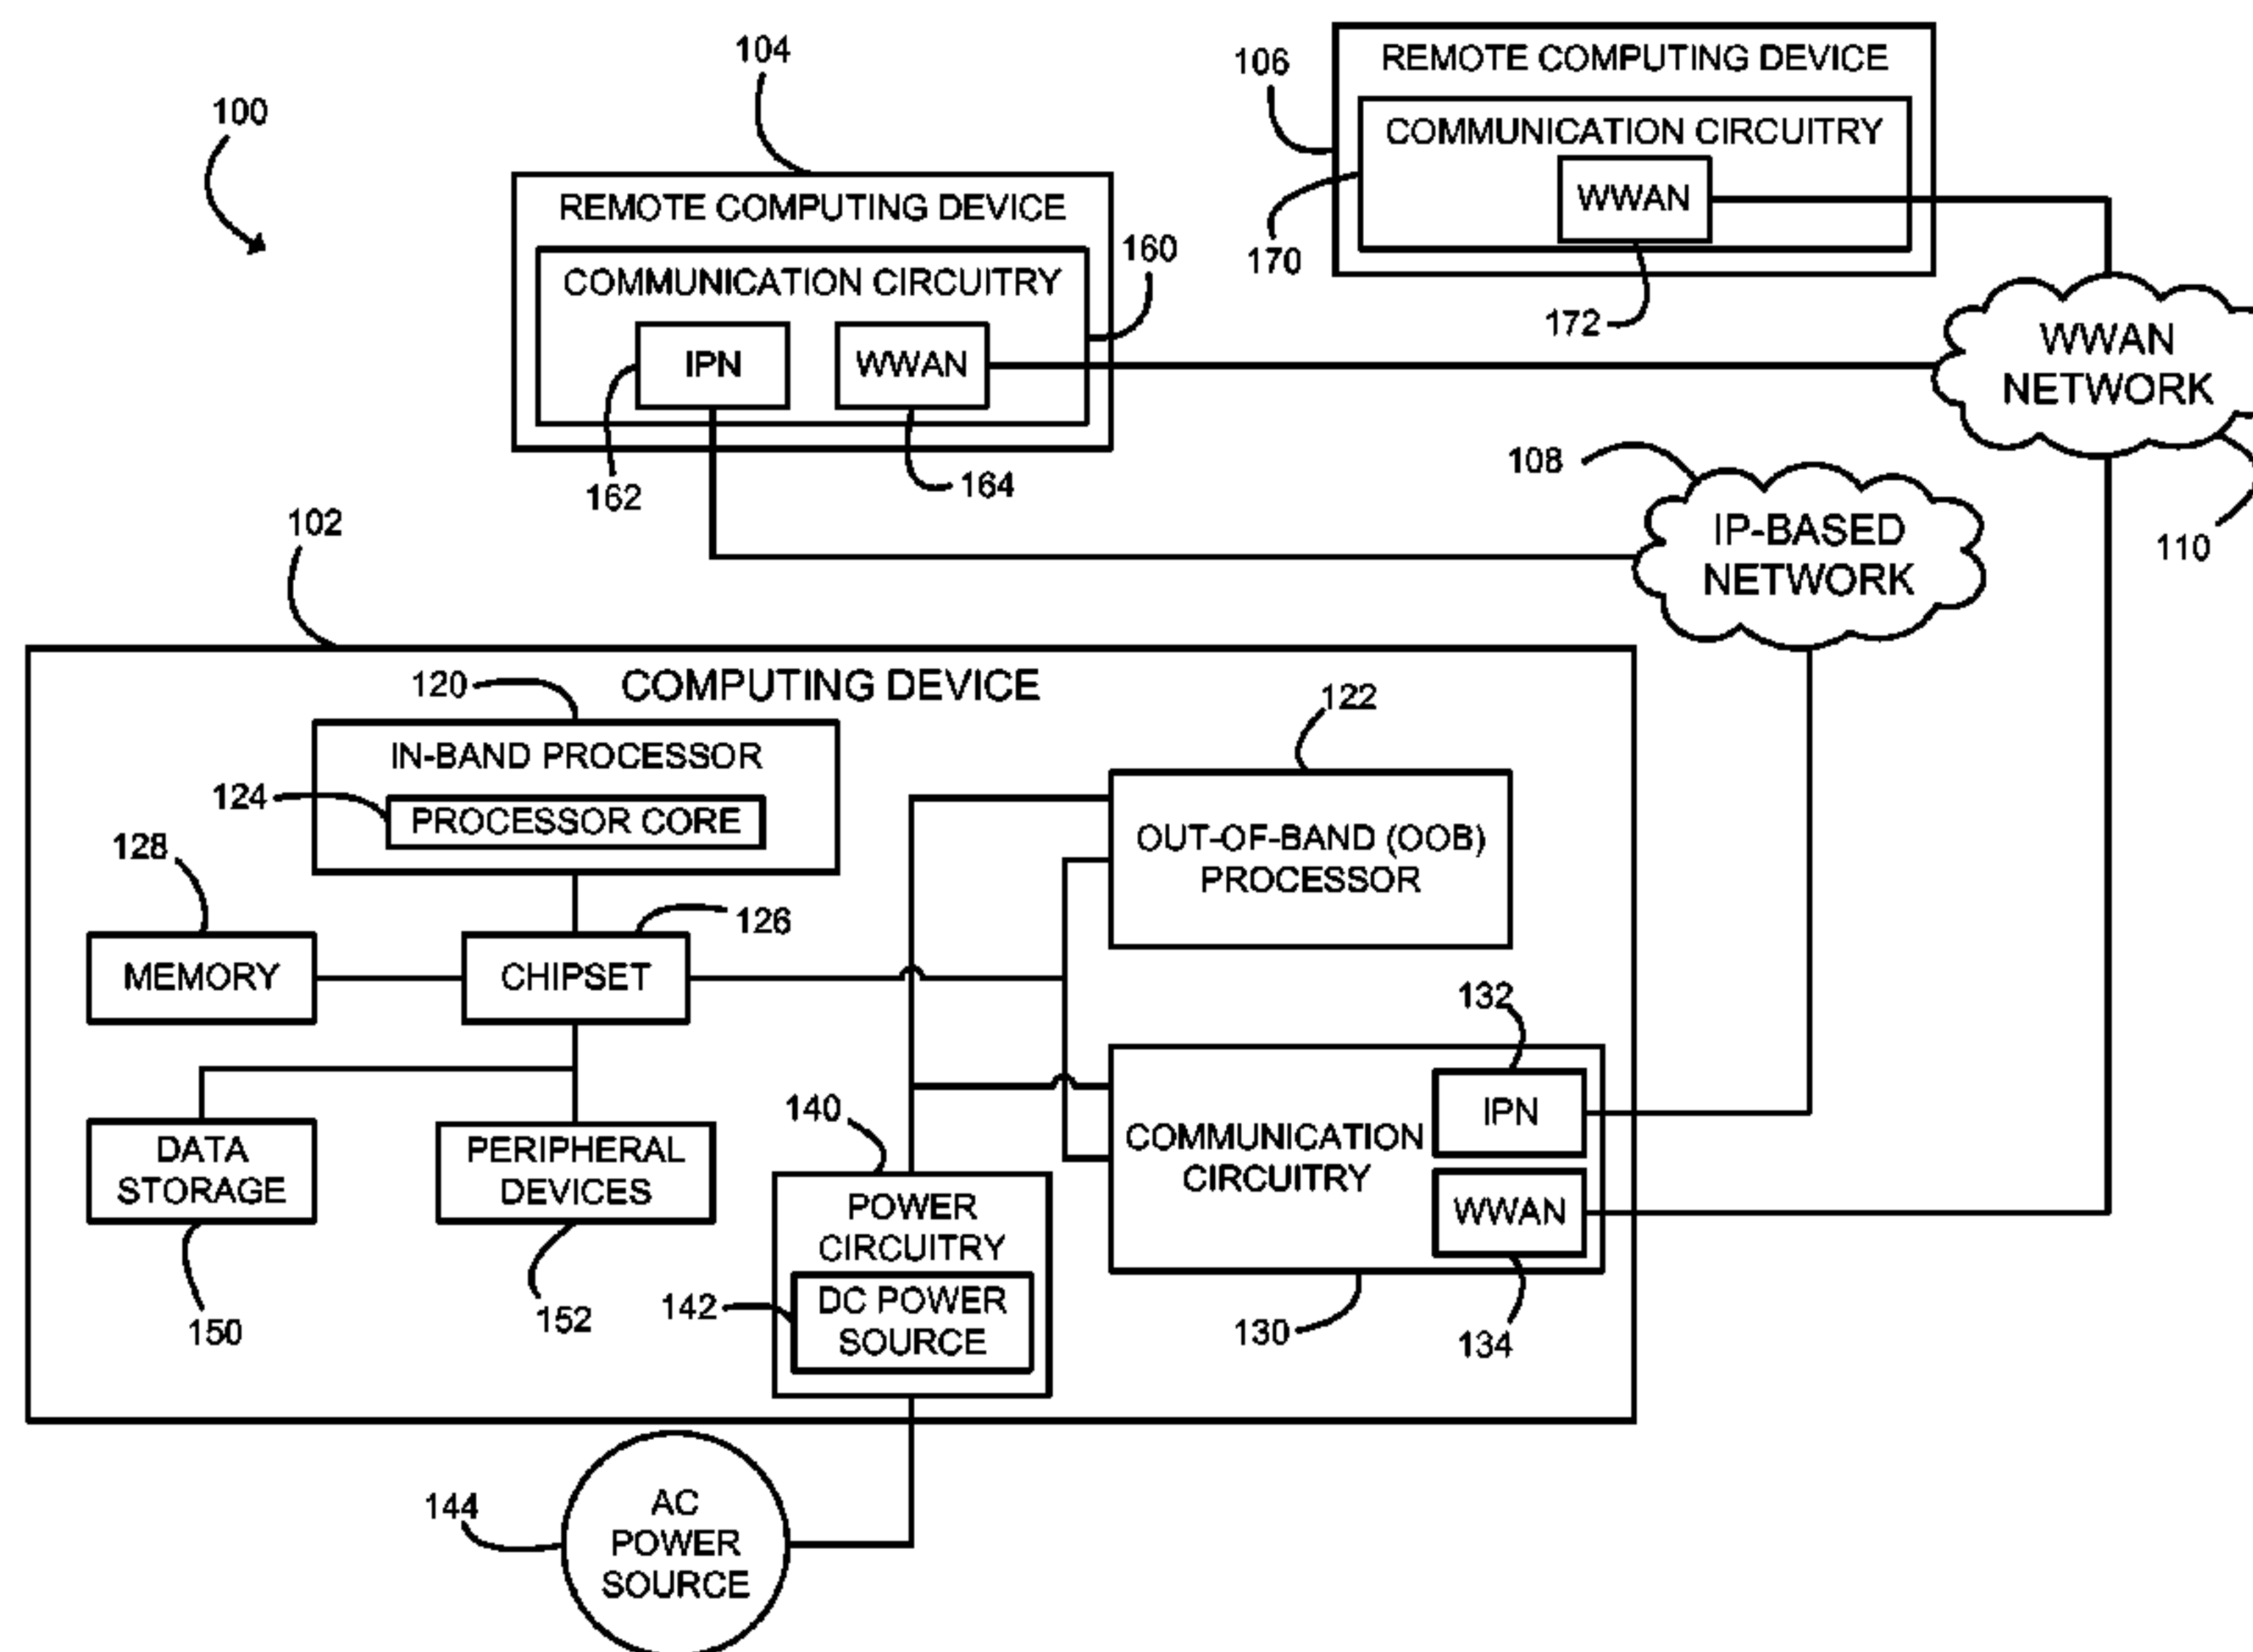 100
104
REMOTE COMPUTING DEVICE
COMMUNICATION CIRCUITRY
160
IPN
WWAN
162
164
106
REMOTE COMPUTING DEVICE
COMMUNICATION CIRCUITRY
WWAN
170
172
WWAN
NETWORK
110
108
IP-BASED
NETWORK
102
COMPUTING DEVICE
120
IN-BAND PROCESSOR
124
PROCESSOR CORE
122
OUT-OF-BAND (OOB)
PROCESSOR
128
MEMORY
126
CHIPSET
132
IPN
COMMUNICATION
CIRCUITRY
WWAN
130
134
DATA
STORAGE
150
PERIPHERAL
DEVICES
152
140
POWER
CIRCUITRY
142
DC POWER
SOURCE
144
AC
POWER
SOURCE